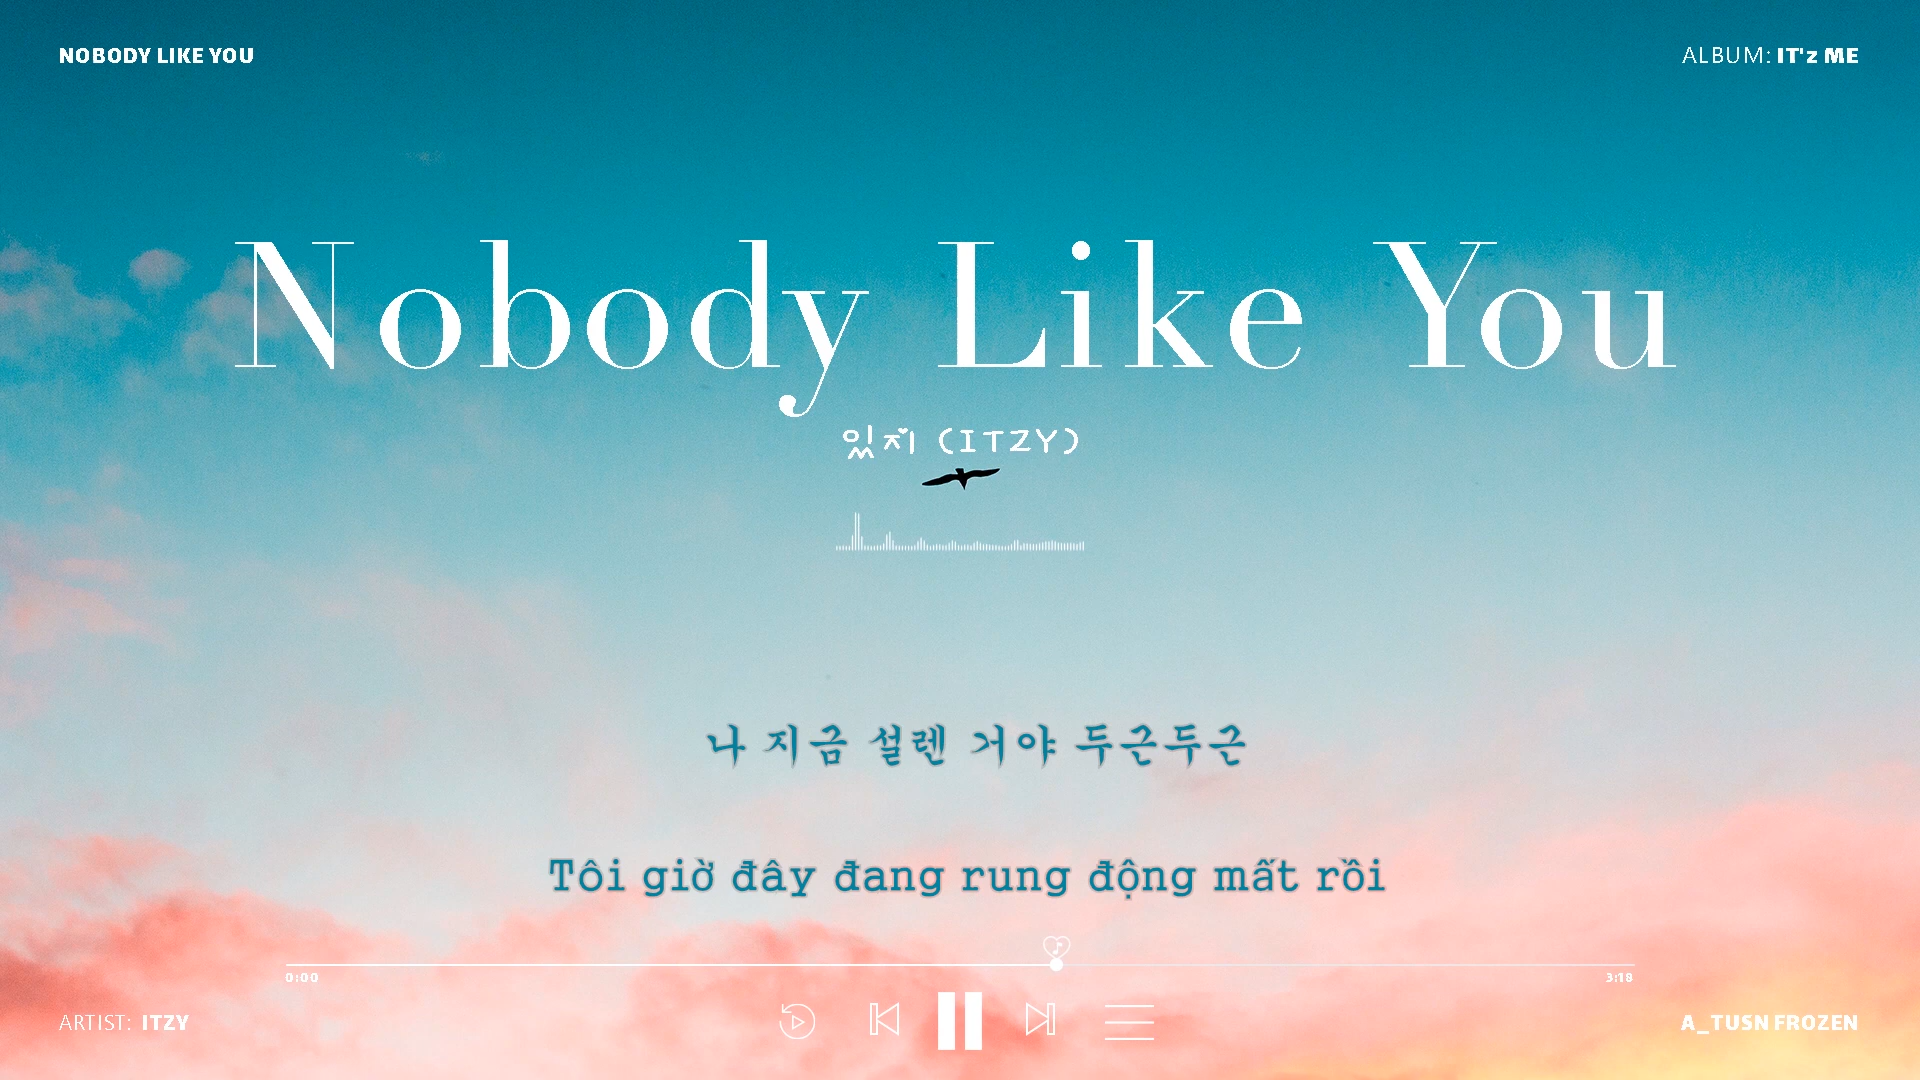 NOBODY LIKE YOU
ALBUM: IT'z ME
Nobody Like You
있지 (ITZY)
나 지금 설렌 거야 두근두근
Tôi giờ đây đang rung động mất rồi
0:00
3:18
ARTIST: ITZY
A_TUSN FROZEN